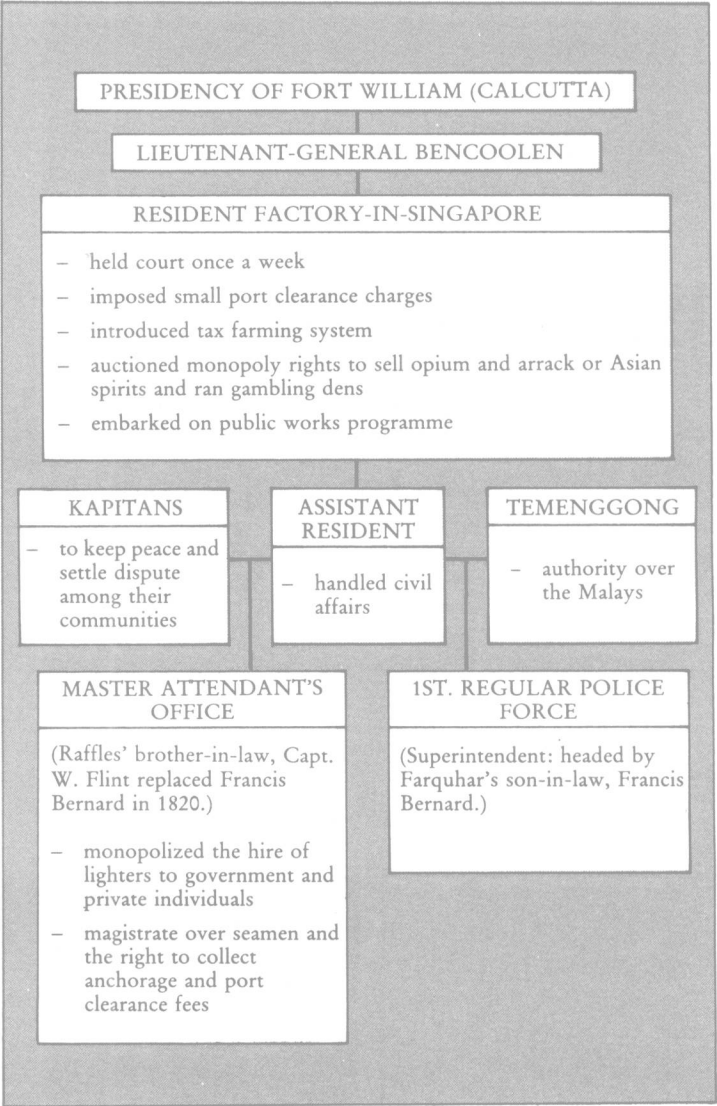 PRESIDENCY OF FORT WILLIAM (CALCUTTA)
LIEUTENANT-GENERAL BENCOOLEN
RESIDENT FACTORY-IN-SINGAPORE
– held court once a week
– imposed small port clearance charges
– introduced tax farming system
– auctioned monopoly rights to sell opium and arrack or Asian
spirits and ran gambling dens
– embarked on public works programme
KAPITANS
– to keep peace and
settle dispute
among their
communities
ASSISTANT
RESIDENT
– handled civil
affairs
TEMENGGONG
– authority over
the Malays
MASTER ATTENDANT'S
OFFICE
(Raffles' brother-in-law, Capt.
W. Flint replaced Francis
Bernard in 1820.)
– monopolized the hire of
lighters to government and
private individuals
– magistrate over seamen and
the right to collect
anchorage and port
clearance fees
1ST. REGULAR POLICE
FORCE
(Superintendent: headed by
Farquhar's son-in-law, Francis
Bernard.)